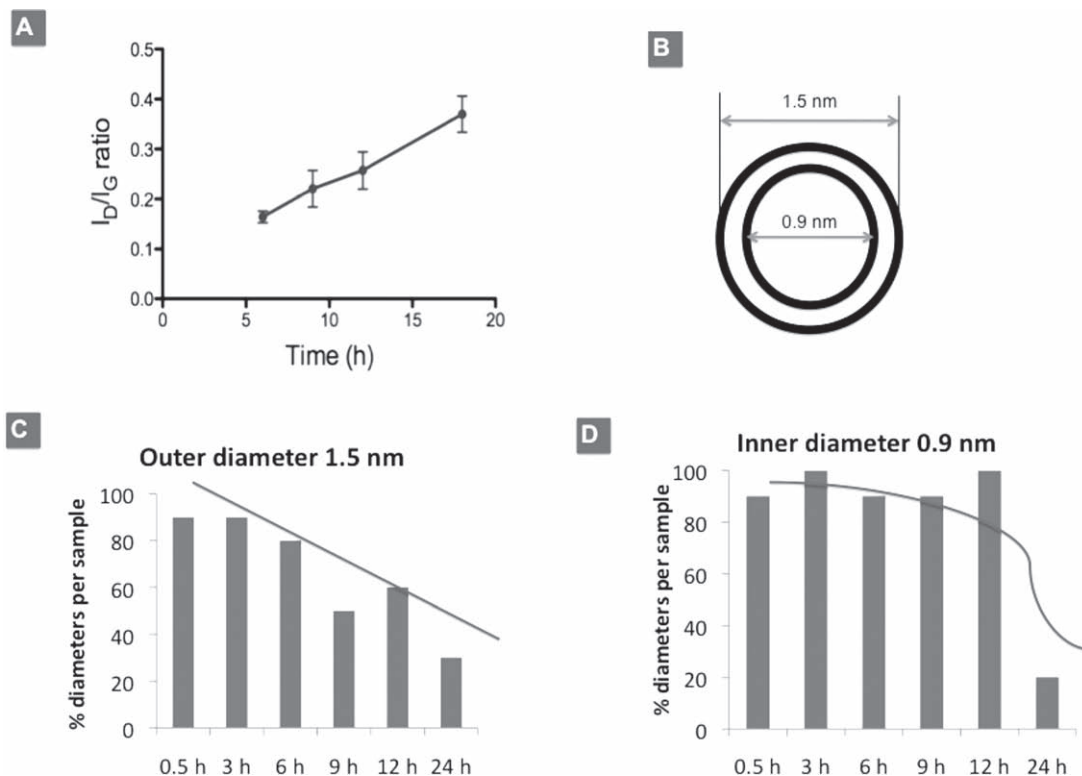 A
0.5
0.4
0.3
0.2
0.1
0.0
I_D/I_G ratio
0 5 10 15 20
Time (h)
B
1.5 nm
0.9 nm
C
Outer diameter 1.5 nm
100
80
60
40
20
0
% diameters per sample
0.5 h 3 h 6 h 9 h 12 h 24 h
D
Inner diameter 0.9 nm
100
80
60
40
20
0
% diameters per sample
0.5 h 3 h 6 h 9 h 12 h 24 h